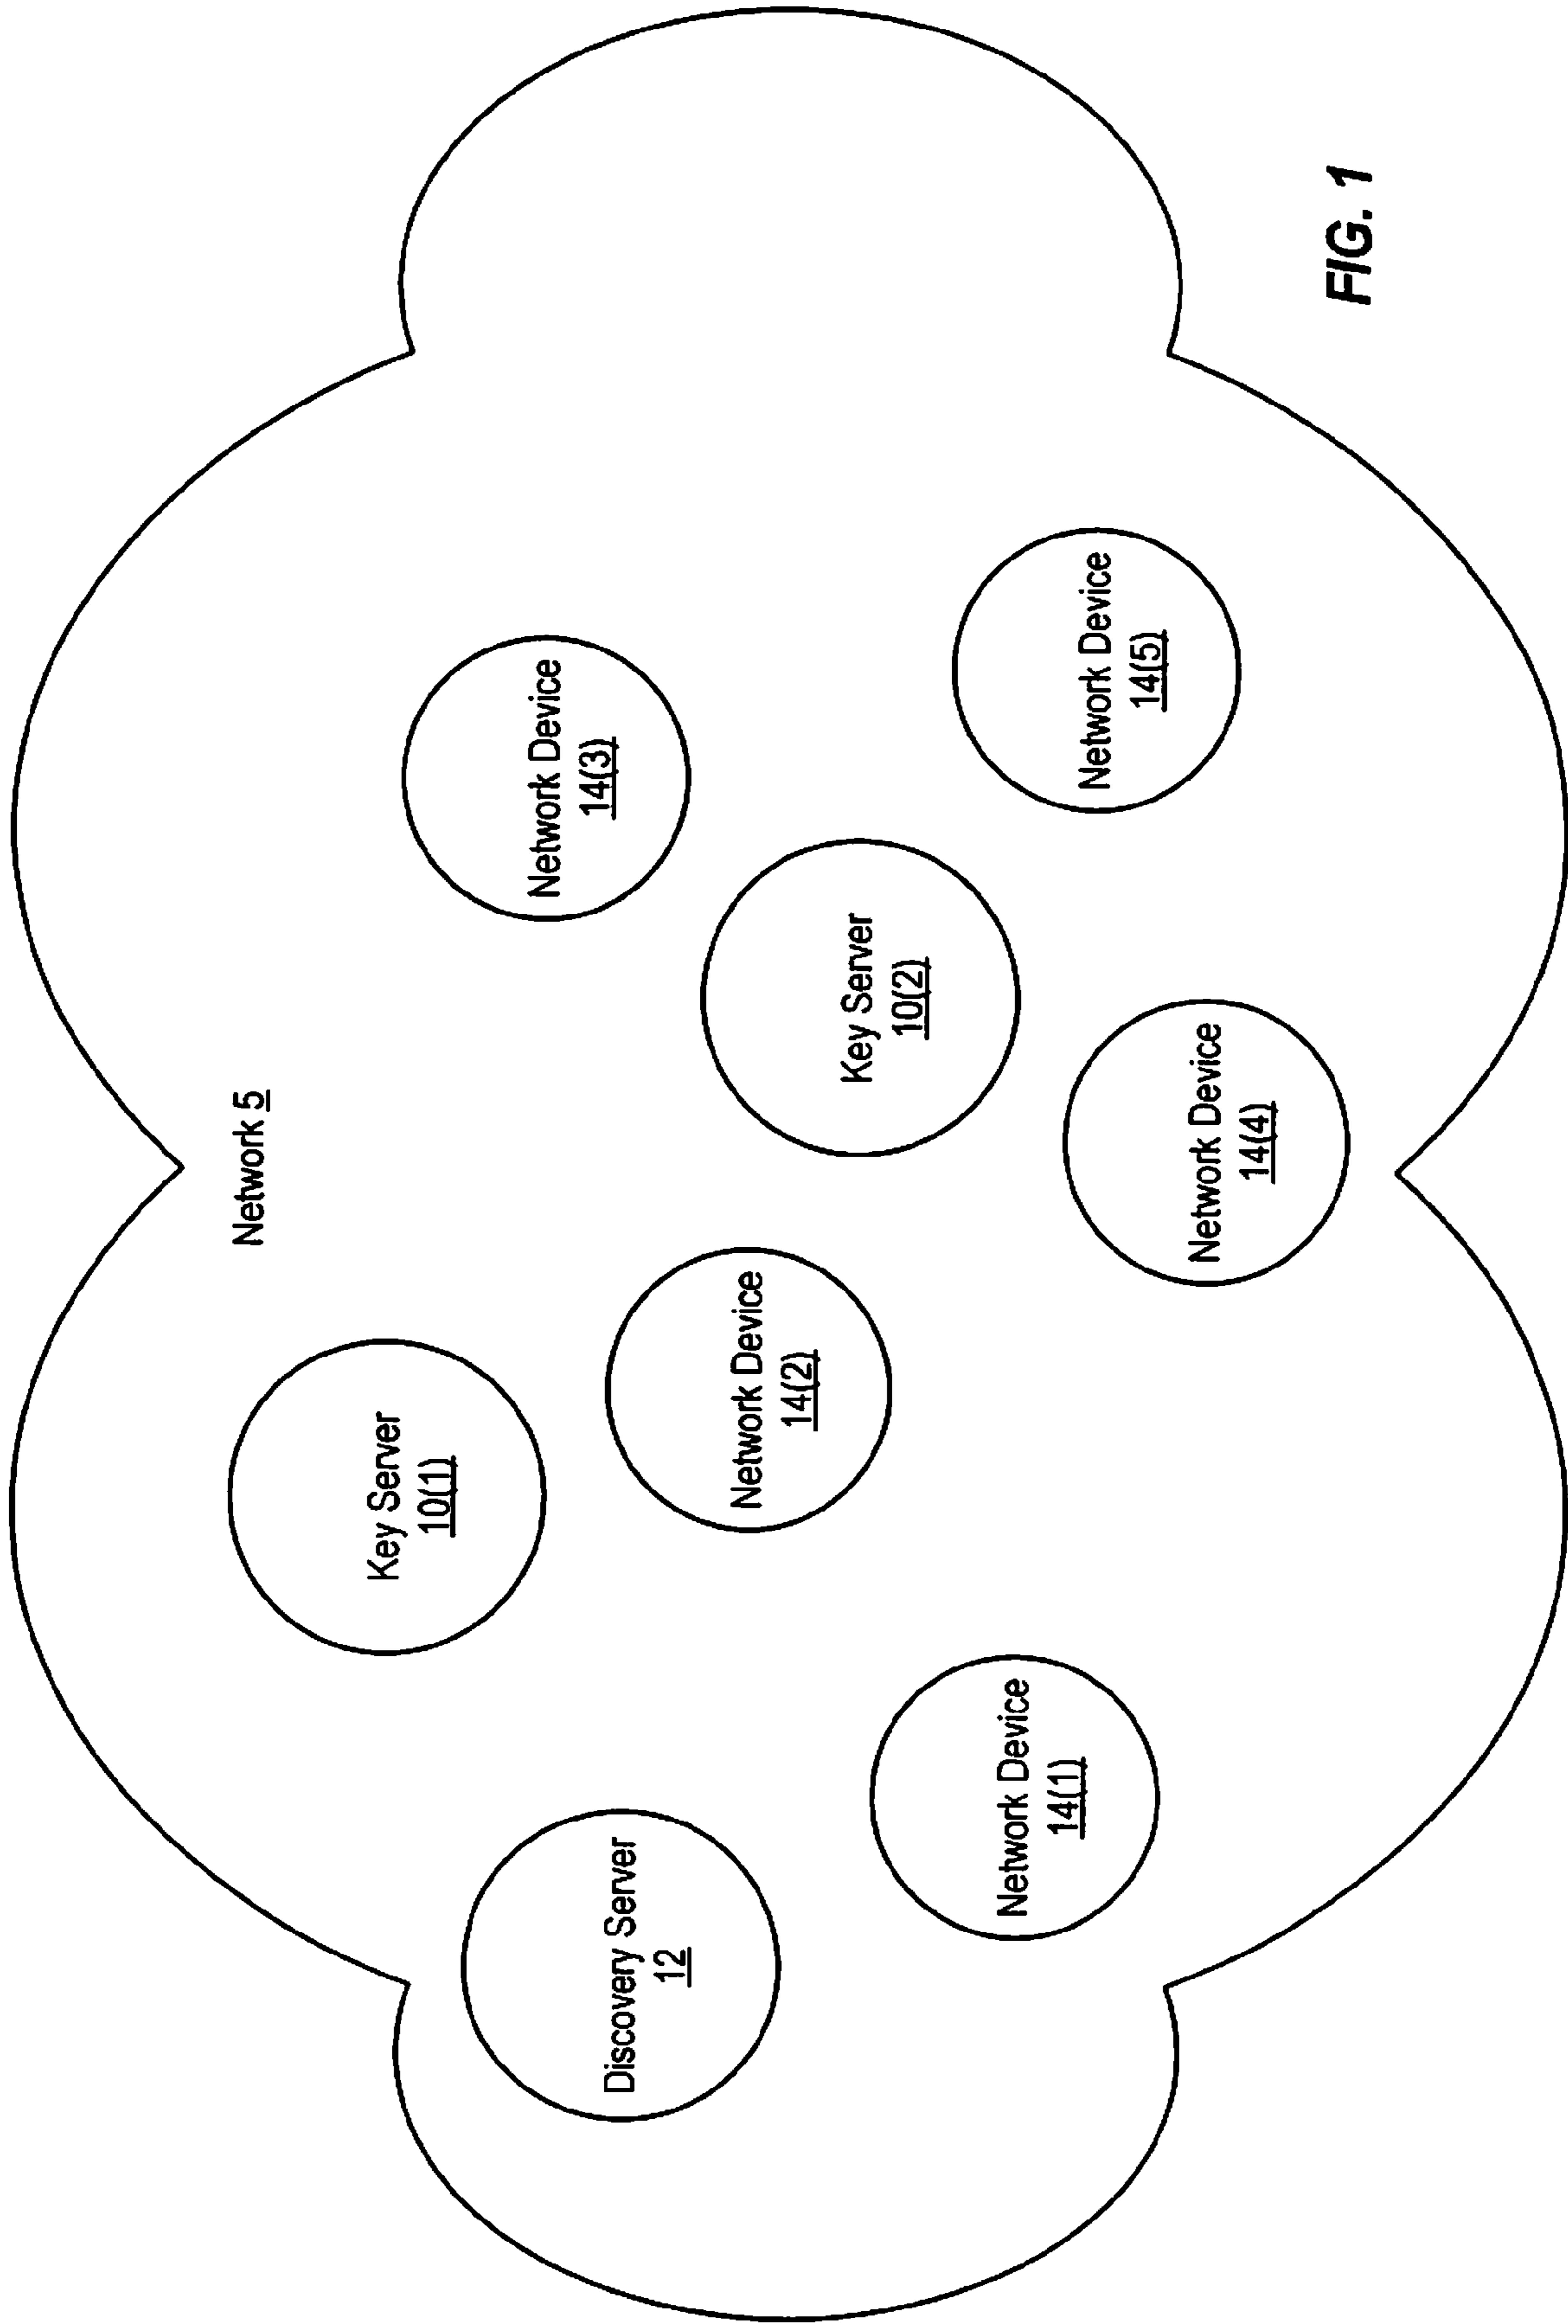 Network 5
Key Server
10(1)
Network Device
14(3)
Discovery Server
12
Network Device
14(2)
Key Server
10(2)
Network Device
14(1)
Network Device
14(5)
Network Device
14(4)
FIG. 1